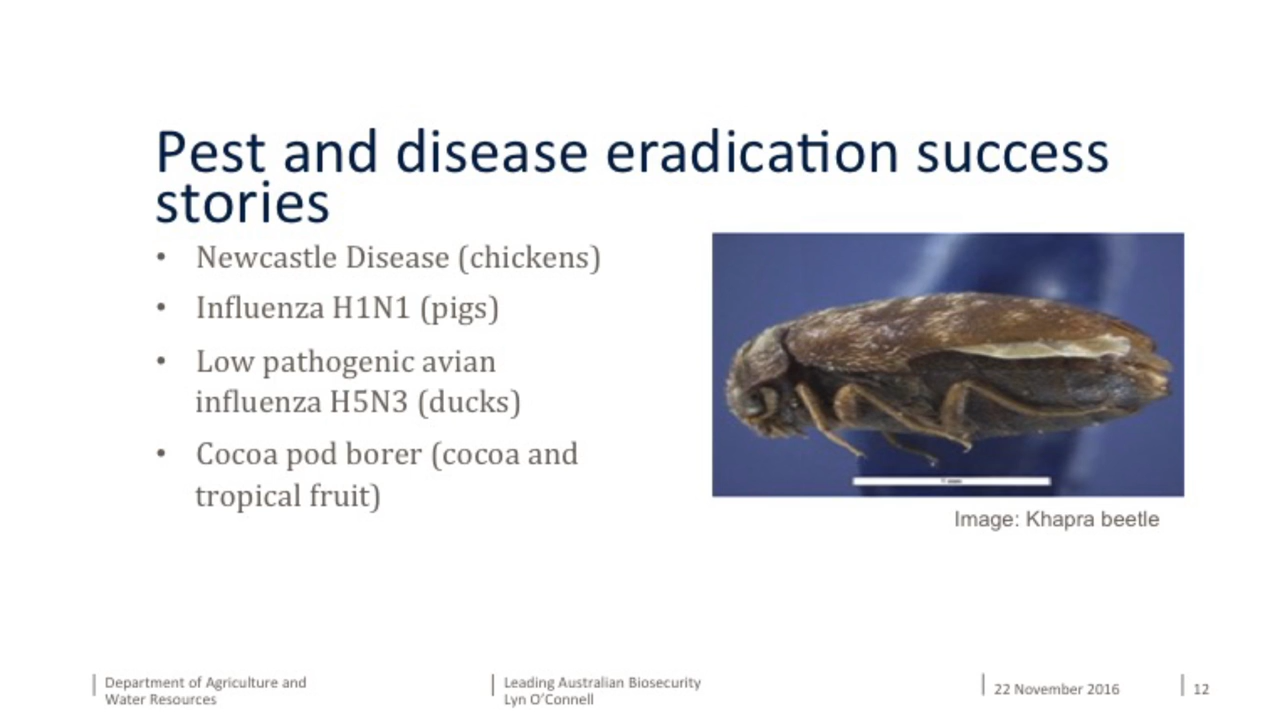 Pest and disease eradication success
stories
• Newcastle Disease (chickens)
• Influenza H1N1 (pigs)
• Low pathogenic avian
influenza H5N3 (ducks)
• Cocoa pod borer (cocoa and
tropical fruit)
Image: Khapra beetle
Department of Agriculture and
Water Resources
Leading Australian Biosecurity
Lyn O'Connell
22 November 2016
12